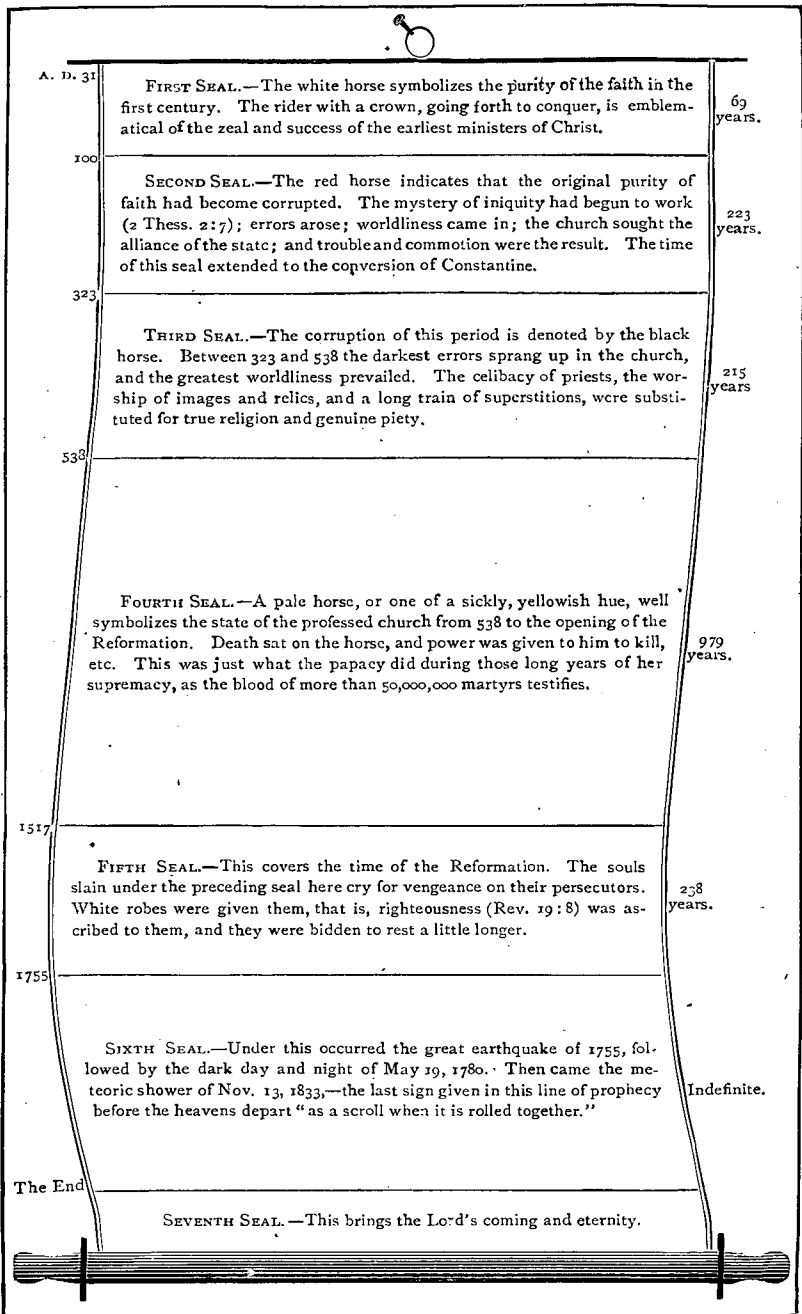 A. D. 31
FIRST SEAL.—The white horse symbolizes the purity of the faith in the
first century. The rider with a crown, going forth to conquer, is emblem-
atical of the zeal and success of the earliest ministers of Christ.
69
years.
100
SECOND SEAL.—The red horse indicates that the original purity of
faith had become corrupted. The mystery of iniquity had begun to work
(2 Thess. 2:7); errors arose; worldliness came in; the church sought the
alliance of the state; and trouble and commotion were the result. The time
of this seal extended to the conversion of Constantine.
223
years.
323
THIRD SEAL.—The corruption of this period is denoted by the black
horse. Between 323 and 538 the darkest errors sprang up in the church,
and the greatest worldliness prevailed. The celibacy of priests, the wor-
ship of images and relics, and a long train of superstitions, were substi-
tuted for true religion and genuine piety.
215
years
538
FOURTH SEAL.—A pale horse, or one of a sickly, yellowish hue, well
symbolizes the state of the professed church from 538 to the opening of the
Reformation. Death sat on the horse, and power was given to him to kill,
etc. This was just what the papacy did during those long years of her
supremacy, as the blood of more than 50,000,000 martyrs testifies.
979
years.
1517
FIFTH SEAL.—This covers the time of the Reformation. The souls
slain under the preceding seal here cry for vengeance on their persecutors.
White robes were given them, that is, righteousness (Rev. 19:8) was as-
cribed to them, and they were bidden to rest a little longer.
238
years.
1755
SIXTH SEAL.—Under this occurred the great earthquake of 1755, fol-
lowed by the dark day and night of May 19, 1780. Then came the me-
teoric shower of Nov. 13, 1833,—the last sign given in this line of prophecy
before the heavens depart "as a scroll when it is rolled together."
Indefinite.
The End
SEVENTH SEAL.—This brings the Lord's coming and eternity.